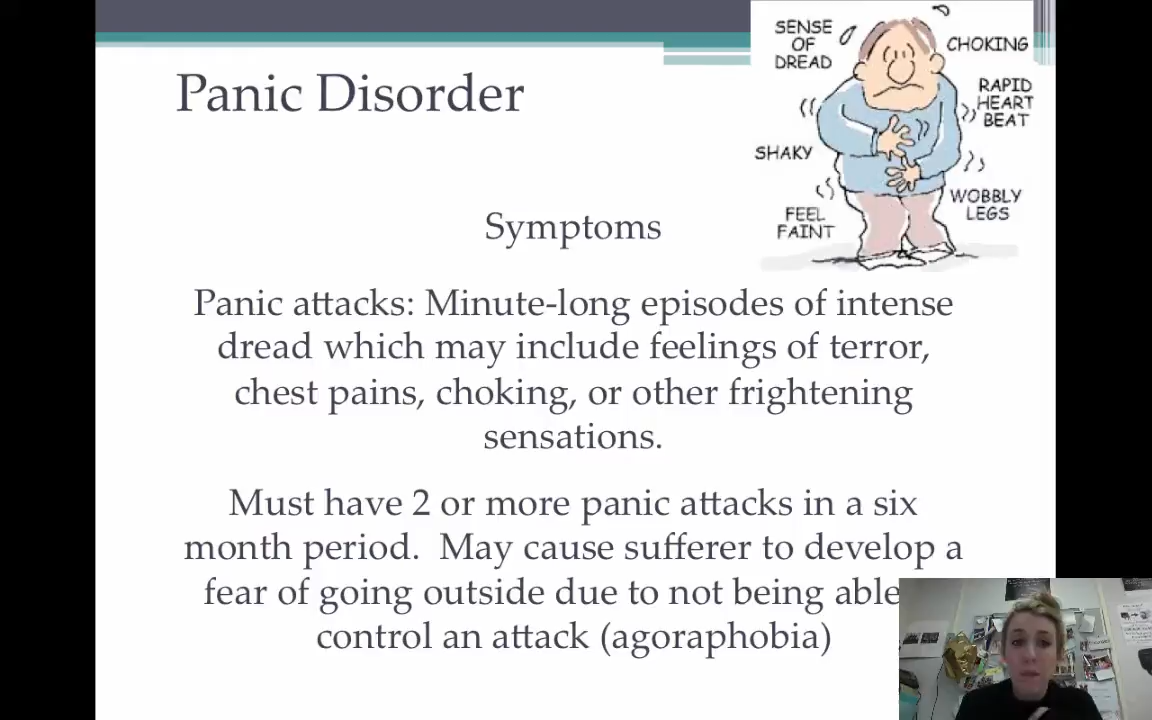 Panic Disorder
SENSE
OF
DREAD
CHOKING
RAPID
HEART
BEAT
SHAKY
WOBBLY
LEGS
FEEL
FAINT
Symptoms
Panic attacks: Minute-long episodes of intense
dread which may include feelings of terror,
chest pains, choking, or other frightening
sensations.
Must have 2 or more panic attacks in a six
month period. May cause sufferer to develop a
fear of going outside due to not being able
control an attack (agoraphobia)